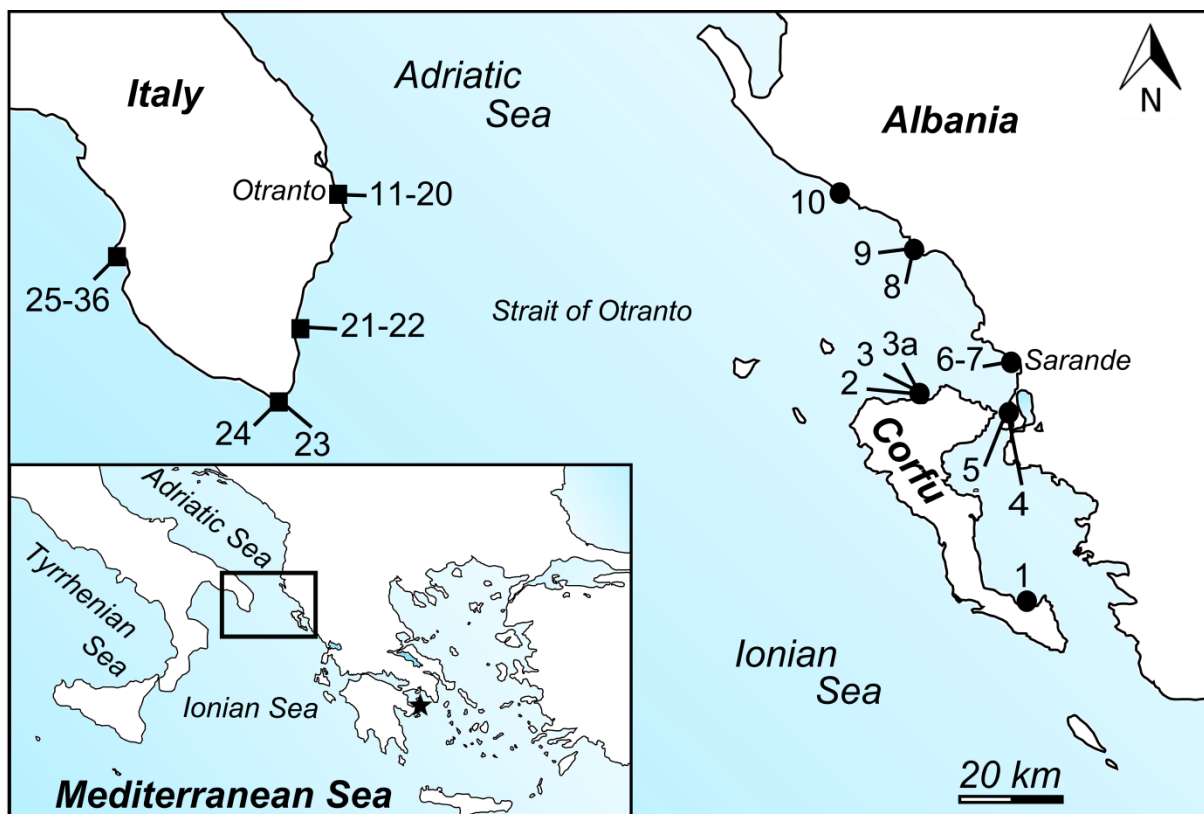 Italy
Adriatic
Sea
Albania
N
Otranto
11-20
10
25-36
9
8
Strait of Otranto
21-22
3a
3
2
6-7
Sarande
24
23
Corfu
5
4
1
Ionian
Sea
20 km
Adriatic Sea
Tyrrhenian
Sea
Ionian Sea
Mediterranean Sea